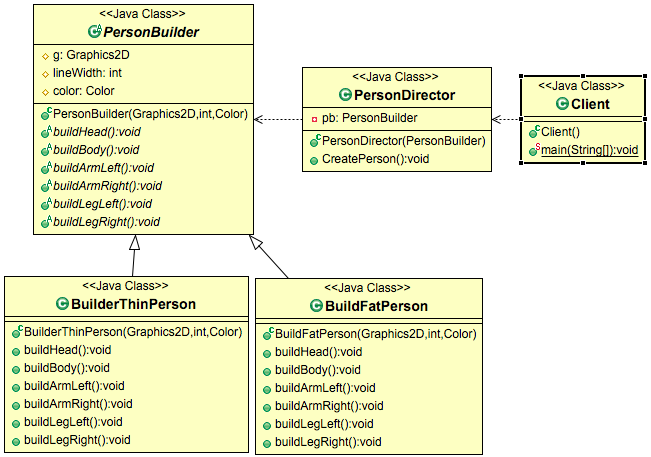 <<Java Class>>
PersonBuilder
g: Graphics2D
lineWidth: int
color: Color
PersonBuilder(Graphics2D,int,Color)
buildHead():void
buildBody():void
buildArmLeft():void
buildArmRight():void
buildLegLeft():void
buildLegRight():void
<<Java Class>>
PersonDirector
pb: PersonBuilder
PersonDirector(PersonBuilder)
CreatePerson():void
<<Java Class>>
Client
Client()
main(String[]):void
<<Java Class>>
BuilderThinPerson
BuilderThinPerson(Graphics2D,int,Color)
buildHead():void
buildBody():void
buildArmLeft():void
buildArmRight():void
buildLegLeft():void
buildLegRight():void
<<Java Class>>
BuildFatPerson
BuildFatPerson(Graphics2D,int,Color)
buildHead():void
buildBody():void
buildArmLeft():void
buildArmRight():void
buildLegLeft():void
buildLegRight():void